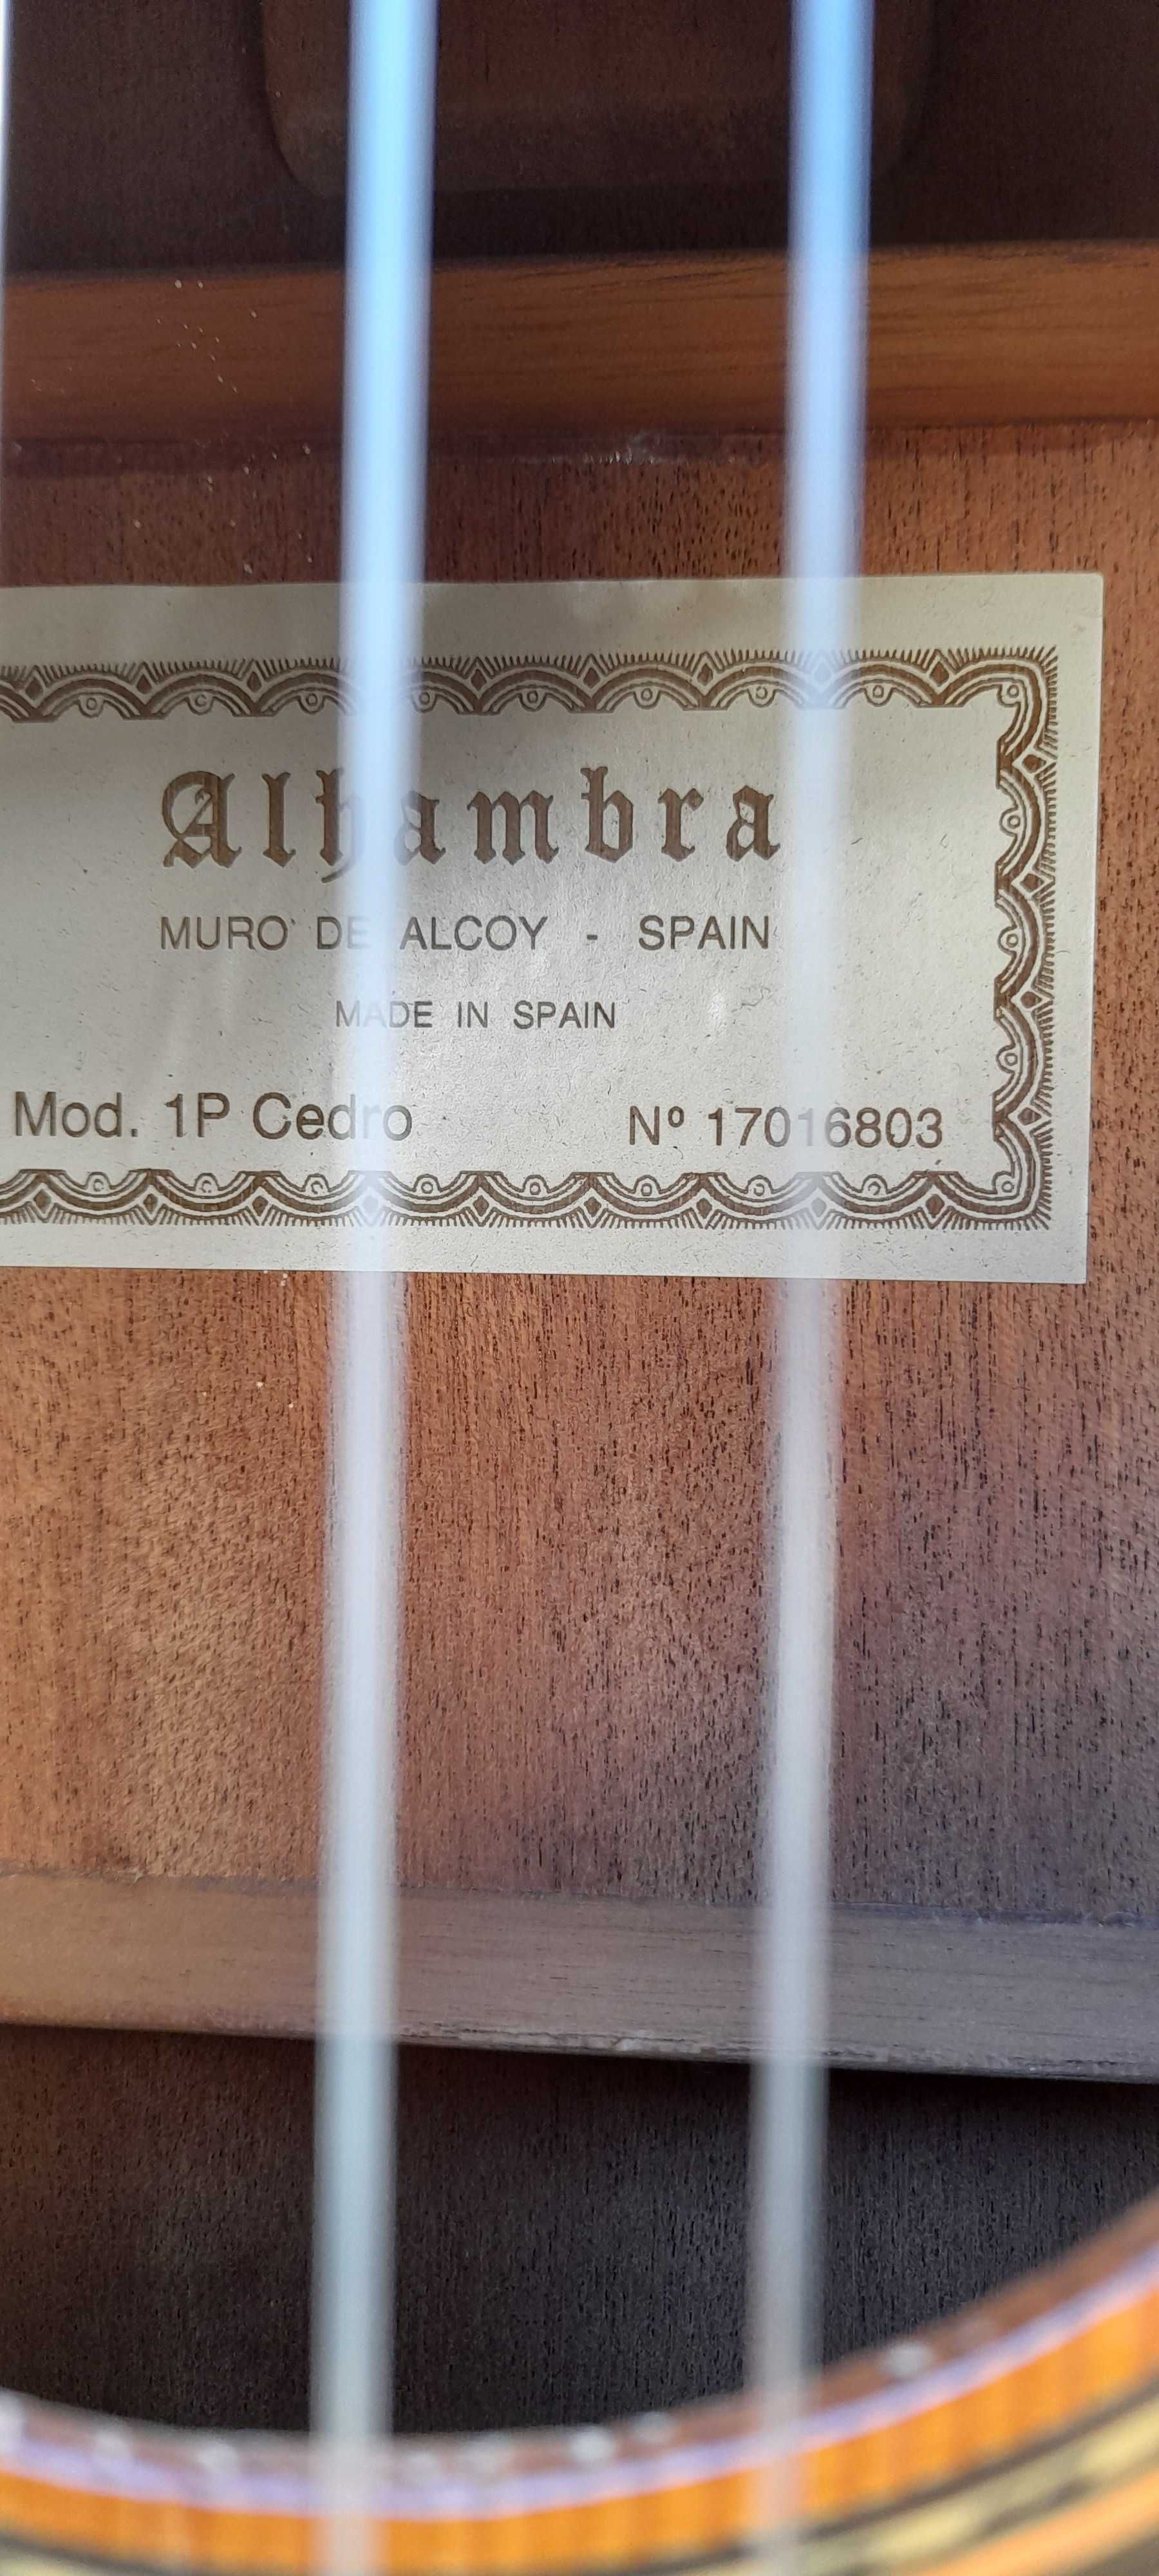 Alhambra
MURO DE ALCOY - SPAIN
MADE IN SPAIN
Mod. 1P Cedro Nº 17016803